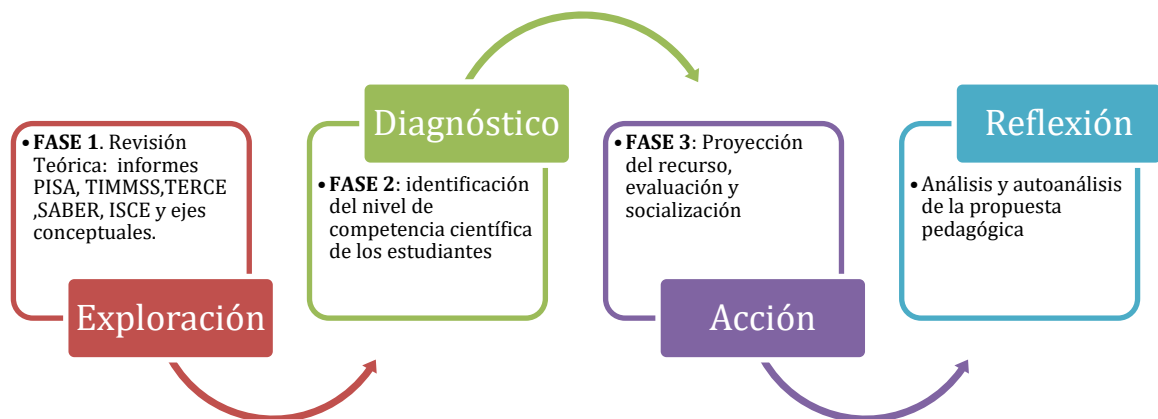 • FASE 1. Revisión
Teórica: informes
PISA, TIMMSS,TERCE
,SABER, ISCE y ejes
conceptuales.
Exploración
Diagnóstico
• FASE 2: identificación
del nivel de
competencia científica
de los estudiantes
• FASE 3: Proyección
del recurso,
evaluación y
socialización
Acción
Reflexión
• Análisis y autoanálisis
de la propuesta
pedagógica